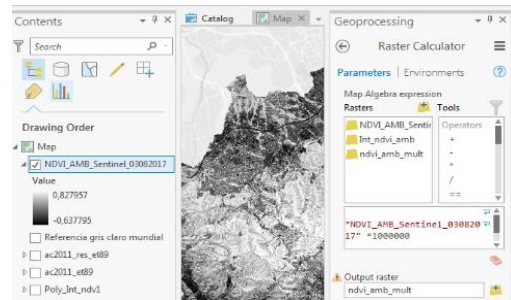 Contents
Search
Drawing Order
Map
NDVI_AMB_Sentinel_03082017
Value
0,827957
-0,637795
Referencia gris claro mundial
ac2011_res_et89
ac2011_et89
Poly_Int_ndv1
Catalog
Map
Geoprocessing
Raster Calculator
Parameters | Environments
Map Algebra expression
Rasters
Tools
NDVI_AMB_Sentie
Int_ndvi_amb
ndvi_amb_mult
Operators
+
-
*
/
==
"NDVI_AMB_Sentinel_030820
17" *1000000
Output raster
ndvi_amb_mult